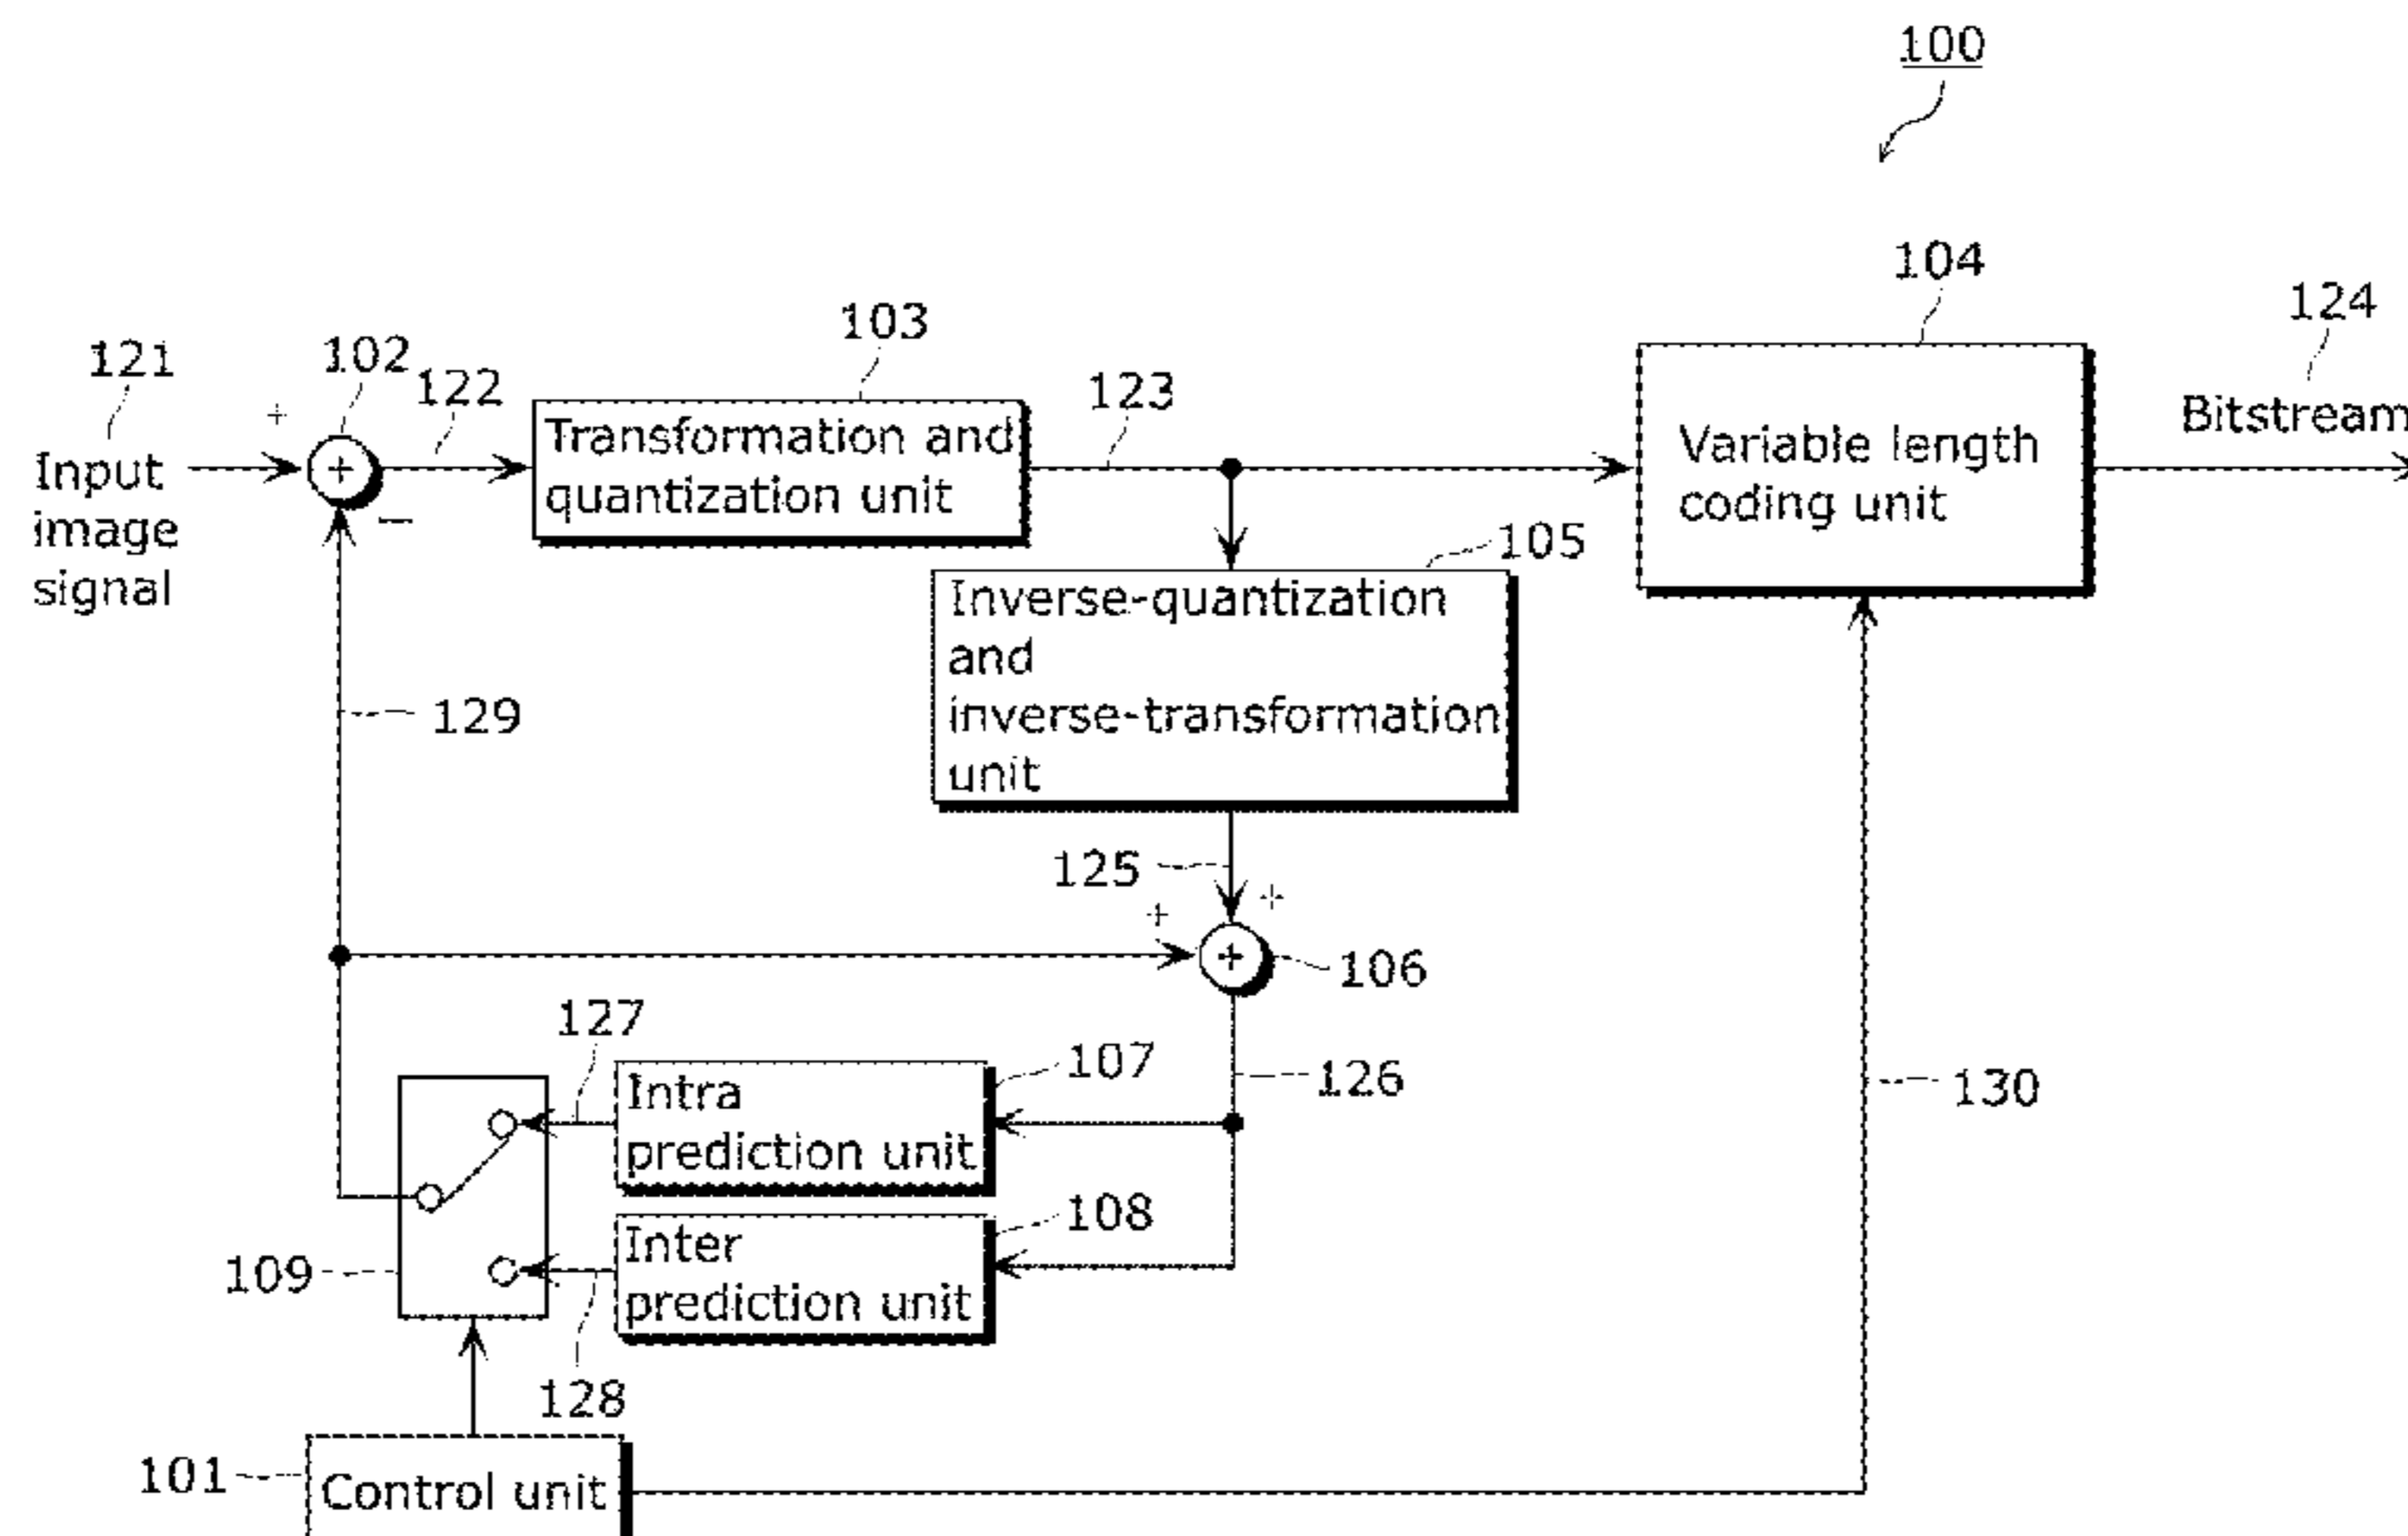 100
104
124
103
121
102
122
123
Bitstream
Transformation and
quantization unit
Variable length
coding unit
Input
image
signal
+
+
−
105
Inverse-quantization
and
inverse-transformation
unit
129
125
+
+
+
106
127
107
126
130
Intra
prediction unit
108
Inter
prediction unit
109
128
101
Control unit